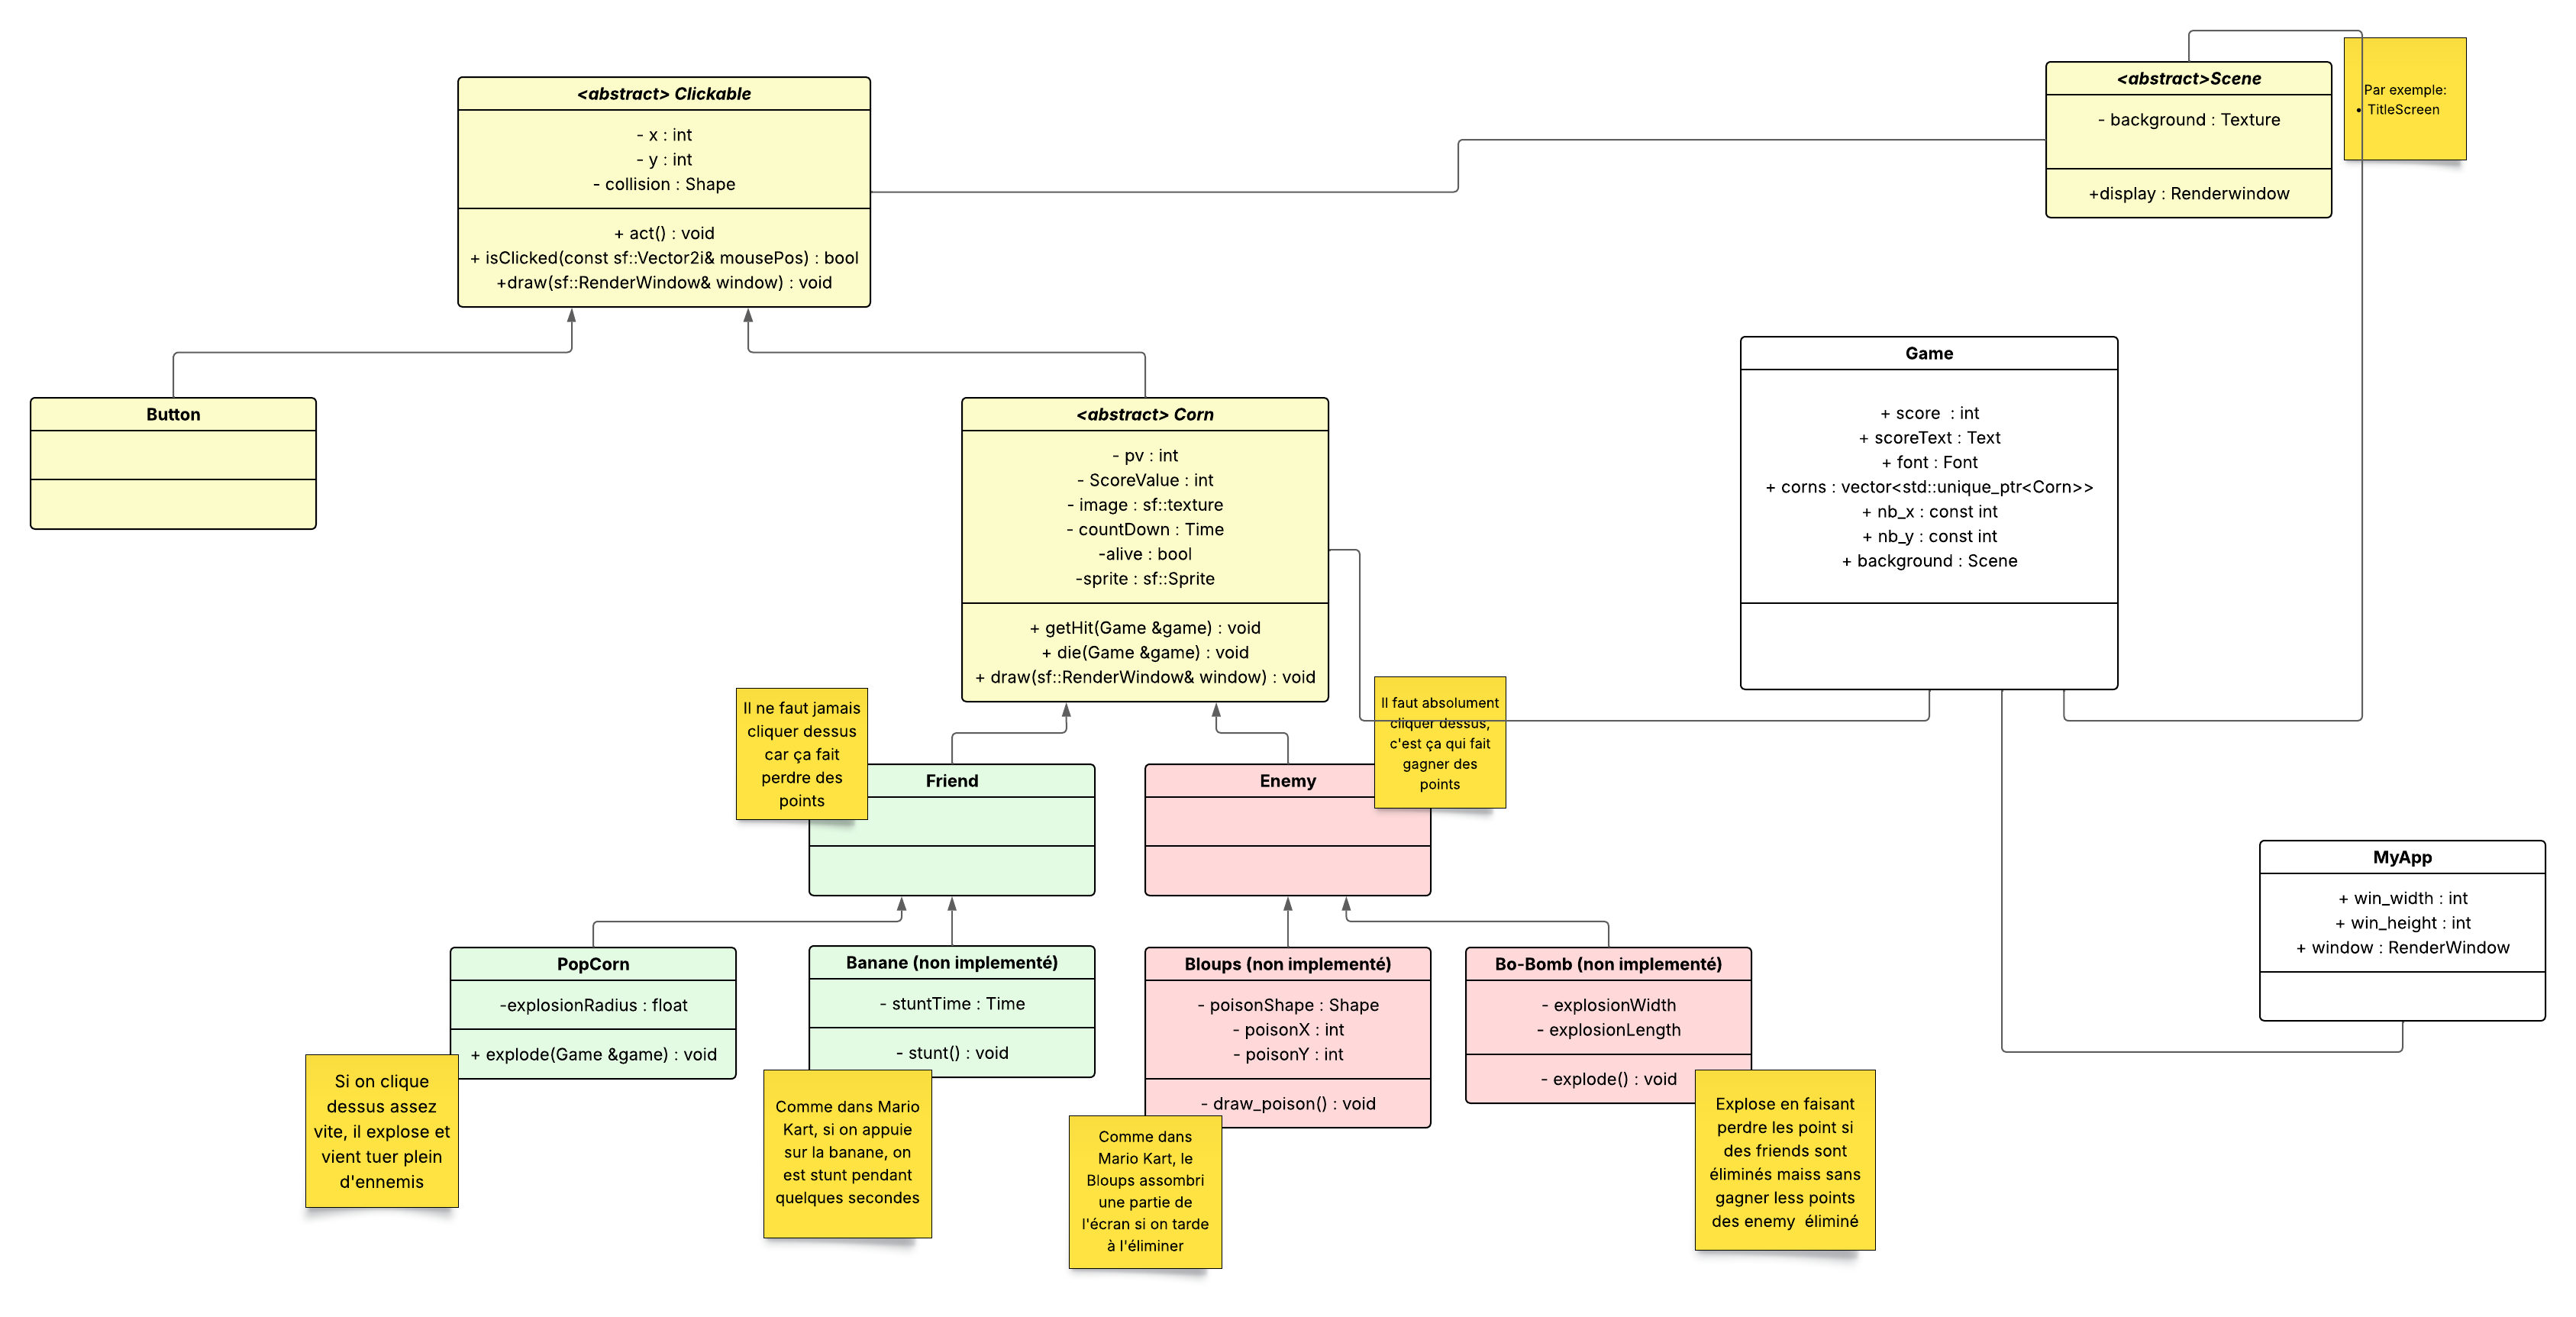 <abstract> Clickable
- x : int
- y : int
- collision : Shape
+ act() : void
+ isClicked(const sf::Vector2i& mousePos) : bool
+draw(sf::RenderWindow& window) : void
<abstract>Scene
- background : Texture
+display : Renderwindow
Par exemple:
• TitleScreen
Button
<abstract> Corn
- pv : int
- ScoreValue : int
- image : sf::texture
- countDown : Time
-alive : bool
-sprite : sf::Sprite
+ getHit(Game &game) : void
+ die(Game &game) : void
+ draw(sf::RenderWindow& window) : void
Game
+ score : int
+ scoreText : Text
+ font : Font
+ corns : vector<std::unique_ptr<Corn>>
+ nb_x : const int
+ nb_y : const int
+ background : Scene
Il ne faut jamais
cliquer dessus
car ça fait
perdre des
points
Friend
Enemy
Il faut absolument
cliquer dessus,
c'est ça qui fait
gagner des
points
MyApp
+ win_width : int
+ win_height : int
+ window : RenderWindow
PopCorn
-explosionRadius : float
+ explode(Game &game) : void
Banane (non implementé)
- stuntTime : Time
- stunt() : void
Bloups (non implementé)
- poisonShape : Shape
- poisonX : int
- poisonY : int
- draw_poison() : void
Bo-Bomb (non implementé)
- explosionWidth
- explosionLength
- explode() : void
Si on clique
dessus assez
vite, il explose et
vient tuer plein
d'ennemis
Comme dans Mario
Kart, si on appuie
sur la banane, on
est stunt pendant
quelques secondes
Comme dans
Mario Kart, le
Bloups assombri
une partie de
l'écran si on tarde
à l'éliminer
Explose en faisant
perdre les point si
des friends sont
éliminés maiss sans
gagner less points
des enemy éliminé